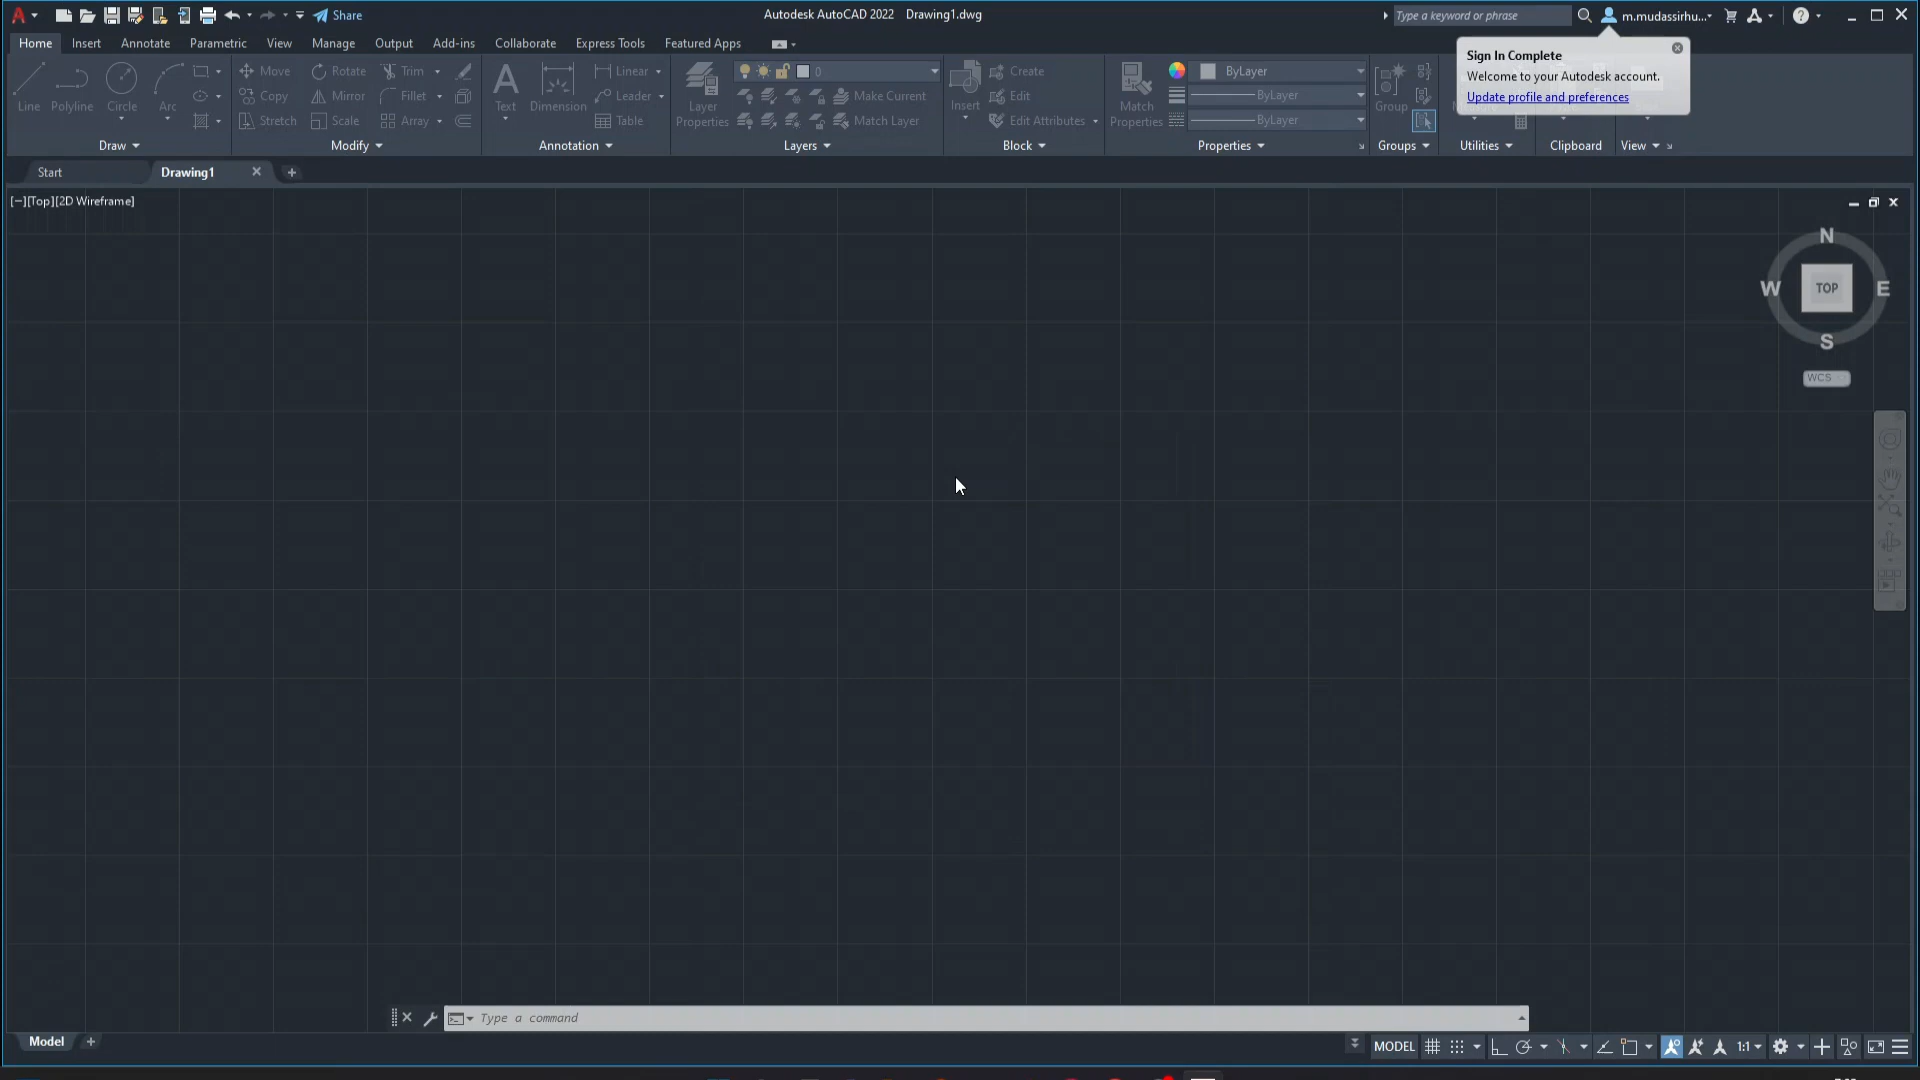 Share
Autodesk AutoCAD 2022 Drawing1.dwg
Type a keyword or phrase
m.mudassirhu...
Home Insert Annotate Parametric View Manage Output Add-ins Collaborate Express Tools Featured Apps
Sign In Complete
Welcome to your Autodesk account.
Update profile and preferences
Line Polyline Circle Arc
Move Rotate Trim
Copy Mirror Fillet
Stretch Scale Array
Text Dimension
Linear
Leader
Table
Layer Properties
0
Make Current
Match Layer
Insert
Create
Edit
Edit Attributes
Match Properties
ByLayer
ByLayer
ByLayer
Group
Draw Modify Annotation Layers Block Properties Groups Utilities Clipboard View
Start Drawing1
[−][Top][2D Wireframe]
N
W TOP E
S
WCS
Type a command
Model
MODEL 1:1